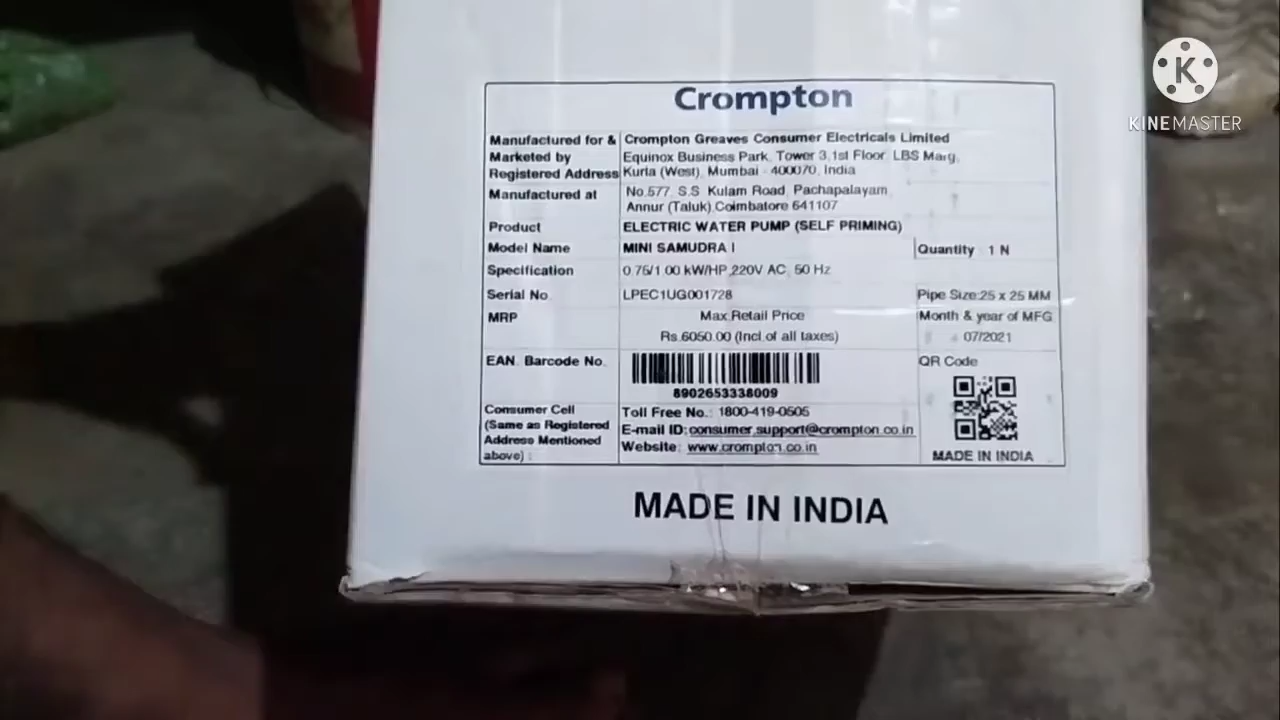 Crompton
Manufactured for & Marketed by Registered Address
Crompton Greaves Consumer Electricals Limited
Equinox Business Park, Tower 3,1st Floor, LBS Marg,
Kurla (West), Mumbai - 400070, India
Manufactured at
No.577, S.S. Kulam Road, Pachapalayam,
Annur (Taluk),Coimbatore 641107
Product ELECTRIC WATER PUMP (SELF PRIMING)
Model Name MINI SAMUDRA I Quantity 1 N
Specification 0.75/1.00 kW/HP,220V AC, 50 Hz
Serial No. LPEC1UG001728 Pipe Size:25 x 25 MM
MRP Max.Retail Price Month & year of MFG
Rs.6050.00 (Incl.of all taxes) 07/2021
EAN. Barcode No. QR Code
8902653338009
Consumer Cell
(Same as Registered
Address Mentioned
above) :
Toll Free No.: 1800-419-0505
E-mail ID:consumer.support@crompton.co.in
Website: www.crompton.co.in
MADE IN INDIA
MADE IN INDIA
K
KINEMASTER